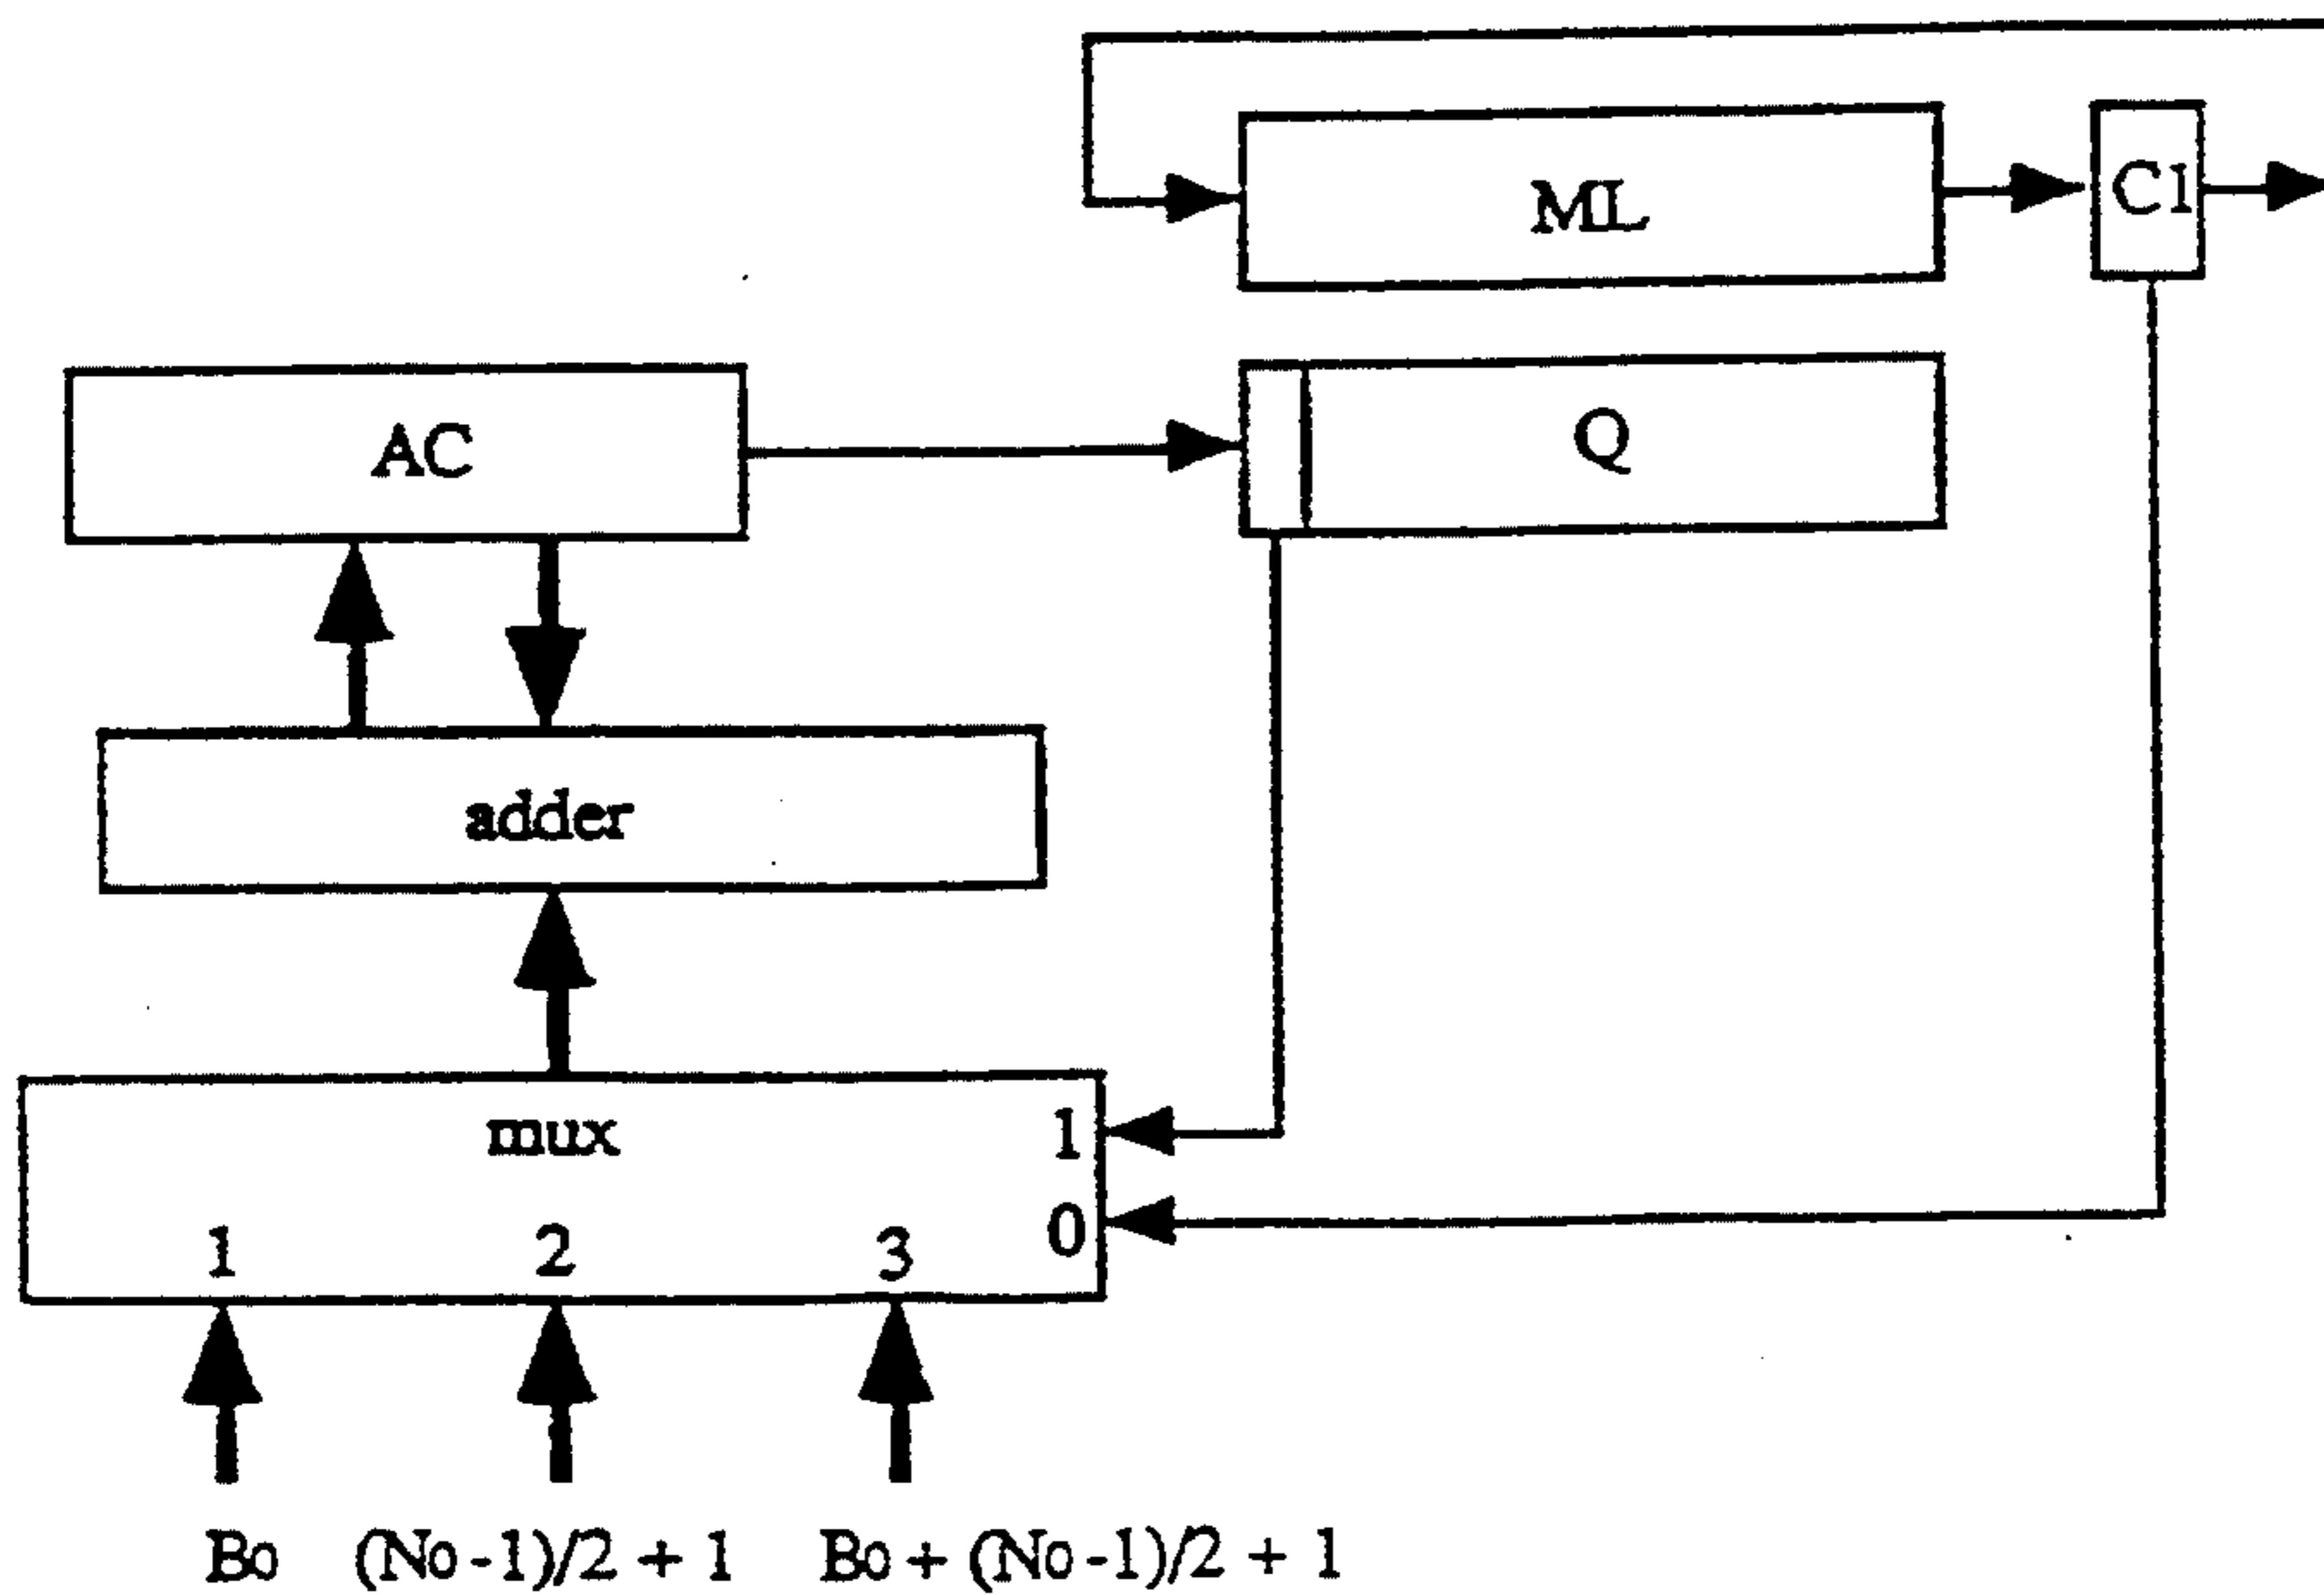 ML
C1
AC
Q
adder
mux
1
0
1 2 3
Bo (No-1)/2 + 1 Bo + (No-1)/2 + 1